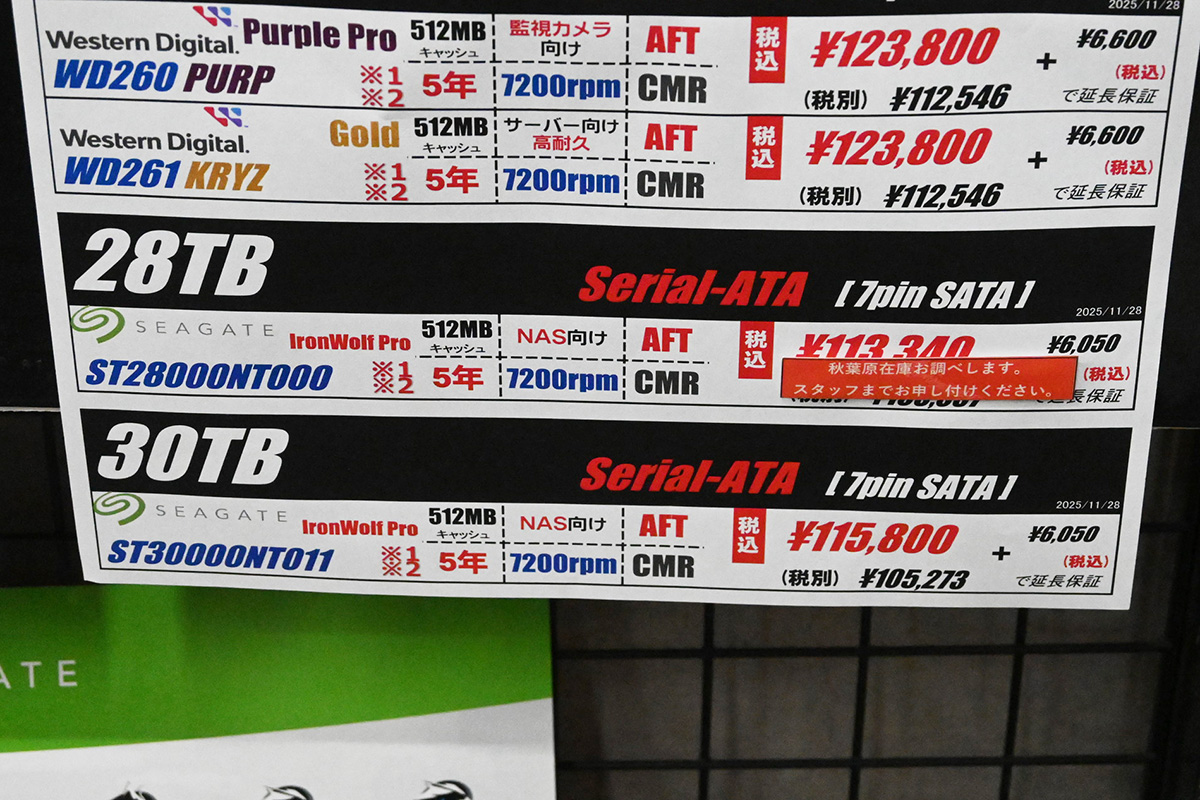 2025/11/28
Western Digital. Purple Pro 512MB キャッシュ 監視カメラ向け AFT 税込 ¥123,800 + ¥6,600 (税込)
WD260 PURP ※1 ※2 5年 7200rpm CMR (税別) ¥112,546 で延長保証
Western Digital. Gold 512MB キャッシュ サーバー向け 高耐久 AFT 税込 ¥123,800 + ¥6,600 (税込)
WD261 KRYZ ※1 ※2 5年 7200rpm CMR (税別) ¥112,546 で延長保証
28TB Serial-ATA [7pin SATA]
2025/11/28
SEAGATE IronWolf Pro 512MB キャッシュ NAS向け AFT 税込 ¥113,340 ¥6,050 (税込)
秋葉原在庫お調べします。
スタッフまでお申し付けください。
ST28000NT000 ※1 ※2 5年 7200rpm CMR 延長保証
30TB Serial-ATA [7pin SATA]
2025/11/28
SEAGATE IronWolf Pro 512MB キャッシュ NAS向け AFT 税込 ¥115,800 + ¥6,050 (税込)
ST30000NT011 ※1 ※2 5年 7200rpm CMR (税別) ¥105,273 で延長保証
ATE